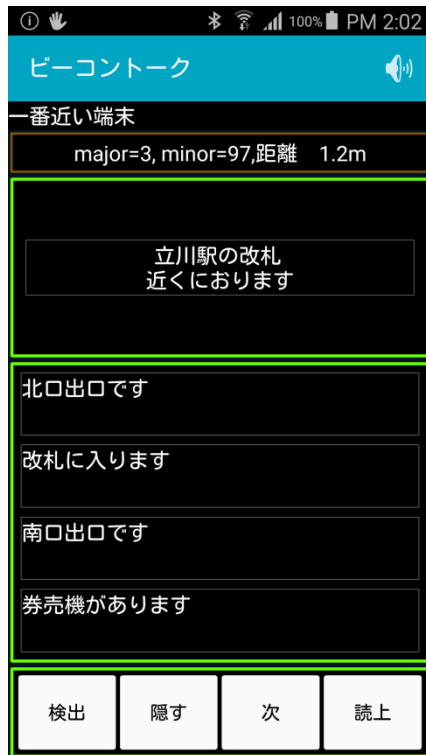 100% PM 2:02
ビーコントーク
一番近い端末
major=3, minor=97,距離　1.2m
立川駅の改札
近くにおります
北口出口です
改札に入ります
南口出口です
券売機があります
検出 隠す 次 読上